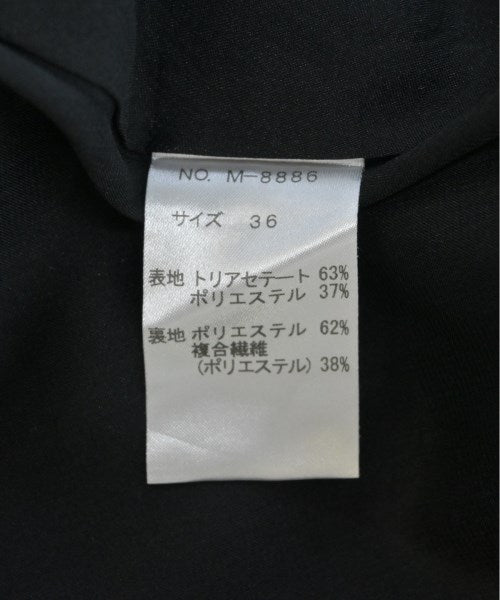 NO. M-8886
サイズ 36
表地 トリアセテート 63%
ポリエステル 37%
裏地 ポリエステル 62%
複合繊維
(ポリエステル) 38%